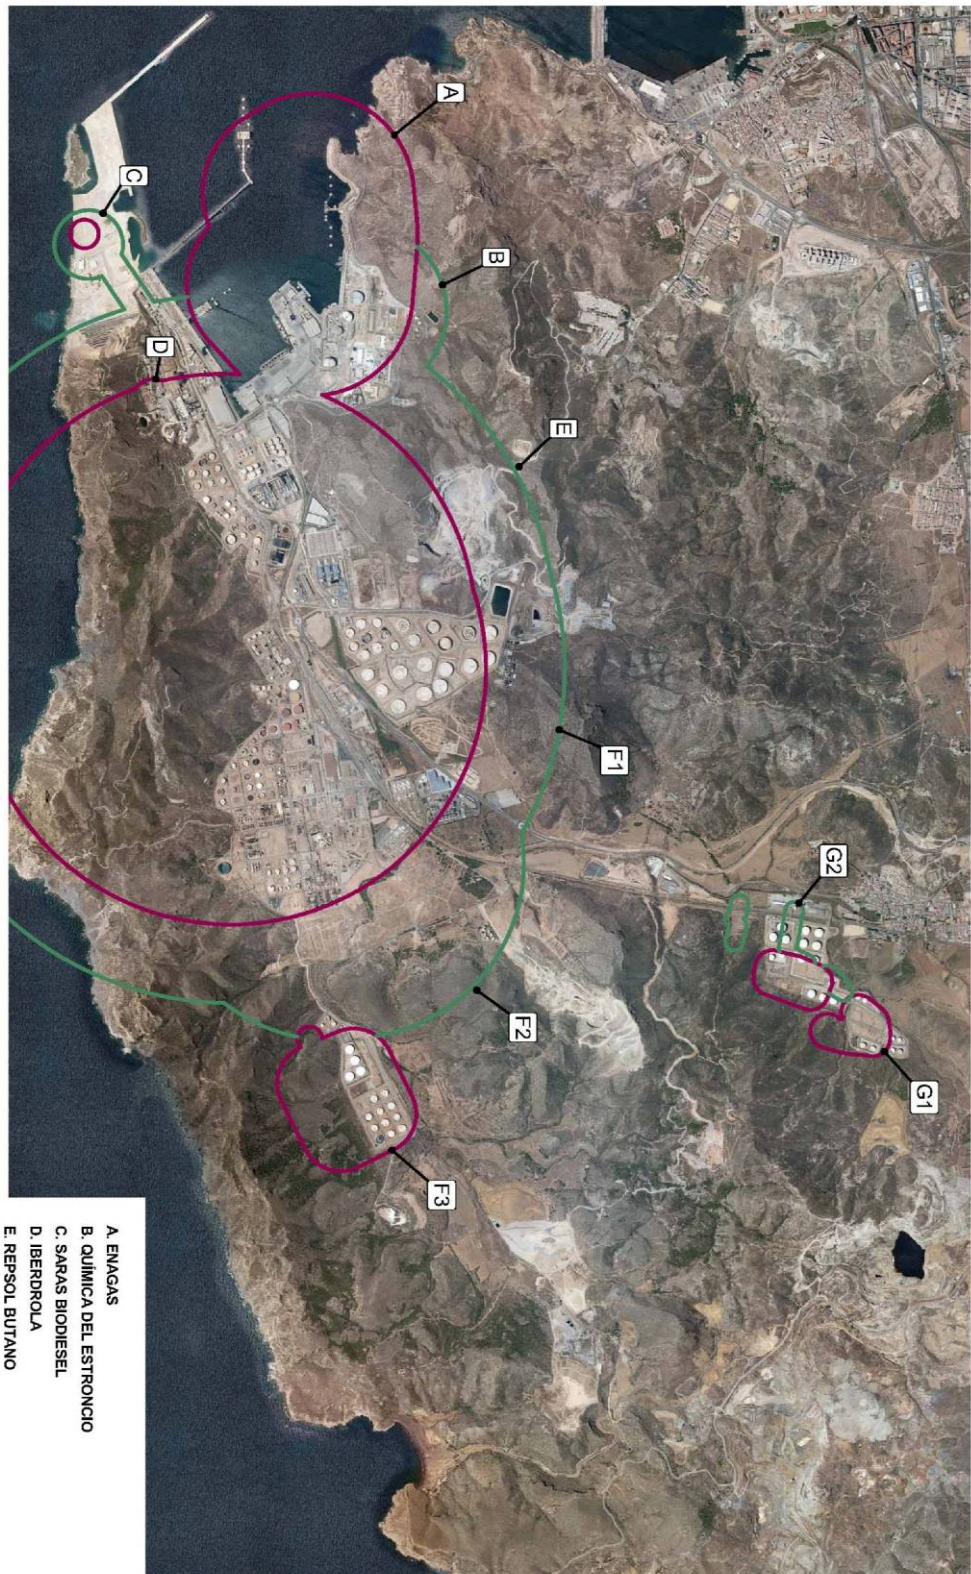 A
B
C
D
E
F1
F2
F3
G1
G2
A. ENAGAS
B. QUÍMICA DEL ESTRONCIO
C. SARAS BIODIESEL
D. IBERDROLA
E. REPSOL BUTANO